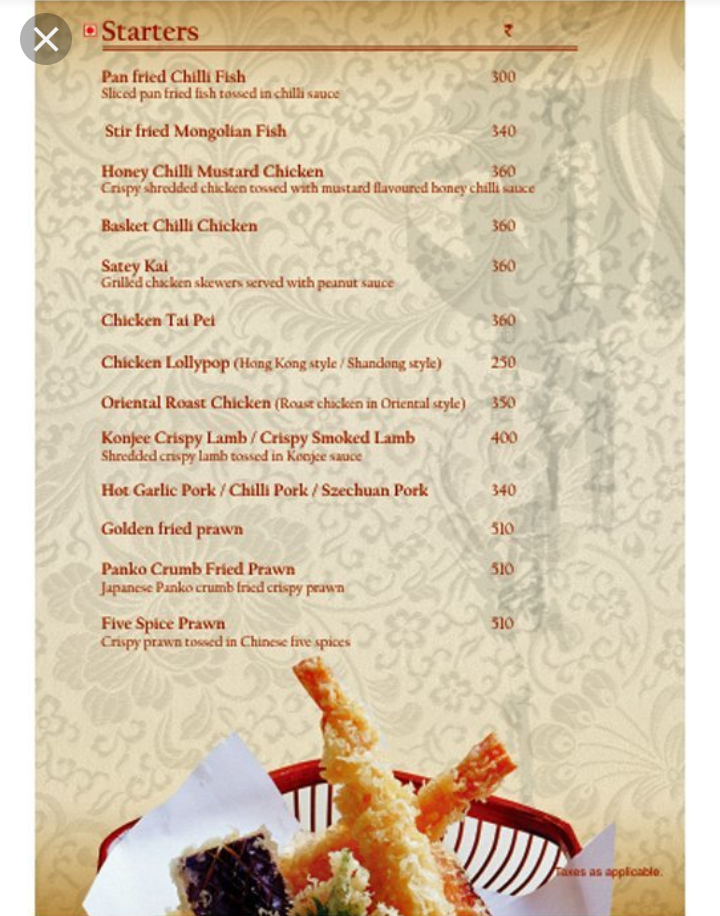 Starters ₹
Pan fried Chilli Fish 300
Sliced pan fried fish tossed in chilli sauce
Stir fried Mongolian Fish 340
Honey Chilli Mustard Chicken 360
Crispy shredded chicken tossed with mustard flavoured honey chilli sauce
Basket Chilli Chicken 360
Satey Kai 360
Grilled chicken skewers served with peanut sauce
Chicken Tai Pei 360
Chicken Lollypop (Hong Kong style / Shandong style) 250
Oriental Roast Chicken (Roast chicken in Oriental style) 350
Konjee Crispy Lamb / Crispy Smoked Lamb 400
Shredded crispy lamb tossed in Konjee sauce
Hot Garlic Pork / Chilli Pork / Szechuan Pork 340
Golden fried prawn 510
Panko Crumb Fried Prawn 510
Japanese Panko crumb fried crispy prawn
Five Spice Prawn 510
Crispy prawn tossed in Chinese five spices
Taxes as applicable.